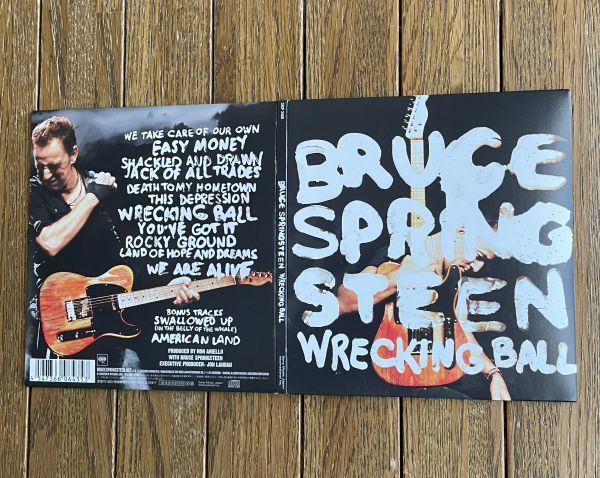 WE TAKE CARE OF OUR OWN
EASY MONEY
SHACKLED AND DRAWN
JACK OF ALL TRADES
DEATH TO MY HOMETOWN
THIS DEPRESSION
WRECKING BALL
YOU'VE GOT IT
ROCKY GROUND
LAND OF HOPE AND DREAMS
WE ARE ALIVE
BONUS TRACKS
SWALLOWED UP
(IN THE BELLY OF THE WHALE)
AMERICAN LAND
PRODUCED BY RON ANIELLO
WITH BRUCE SPRINGSTEEN
EXECUTIVE PRODUCER- JON LANDAU
BRUCESPRINGSTEEN.NET
BRUCE SPRINGSTEEN WRECKING BALL
BRUCE
SPRING
STEEN
WRECKING BALL